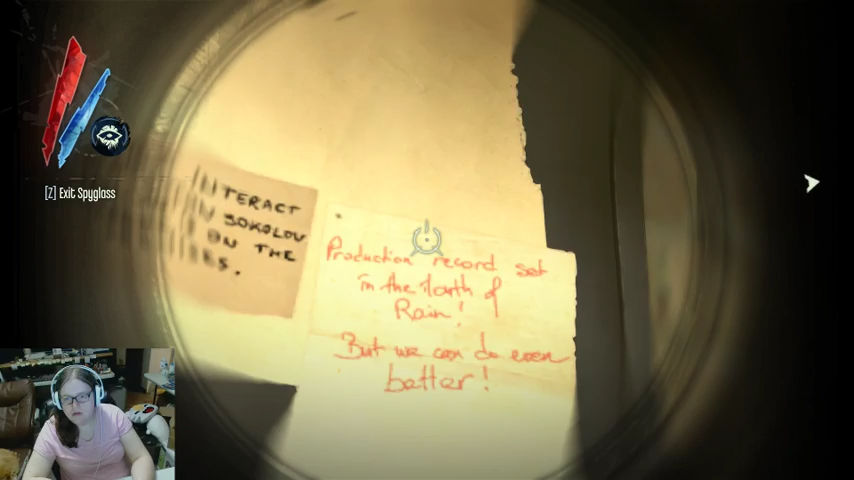 [Z] Exit Spyglass
TERACT
SOKOLOV
ON THE
Production record set
in the Month of
Rain!
But we can do even
better!